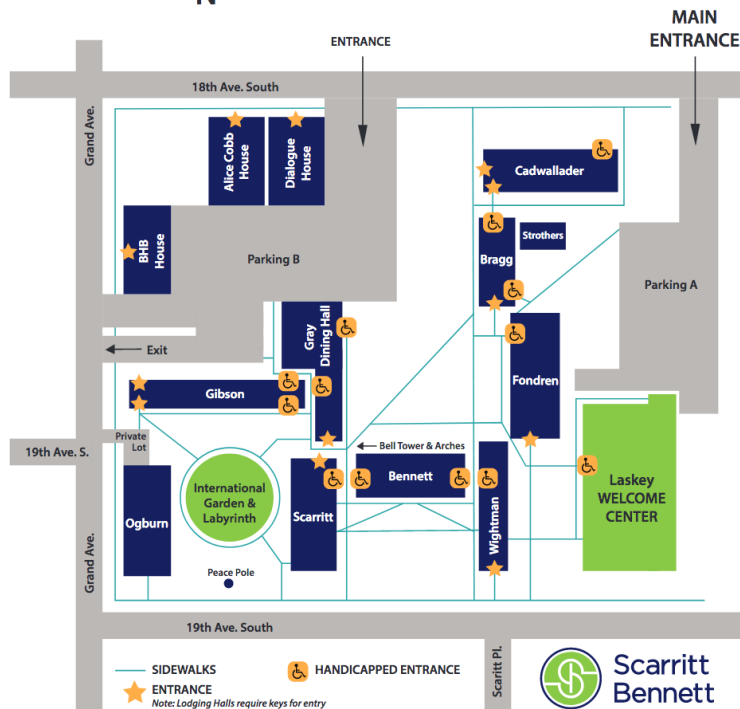 N
MAIN
ENTRANCE
ENTRANCE
18th Ave. South
Grand Ave.
Alice Cobb
House
Dialogue
House
Cadwallader
BHB
House
Parking B
Bragg
Strothers
Parking A
Gray
Dining Hall
Exit
Fondren
Gibson
Private
Lot
19th Ave. S.
Bell Tower & Arches
International
Garden &
Labyrinth
Scarritt
Bennett
Wightman
Laskey
WELCOME
CENTER
Ogburn
Peace Pole
Grand Ave.
19th Ave. South
SIDEWALKS
HANDICAPPED ENTRANCE
ENTRANCE
Note: Lodging Halls require keys for entry
Scaritt Pl.
Scarritt
Bennett